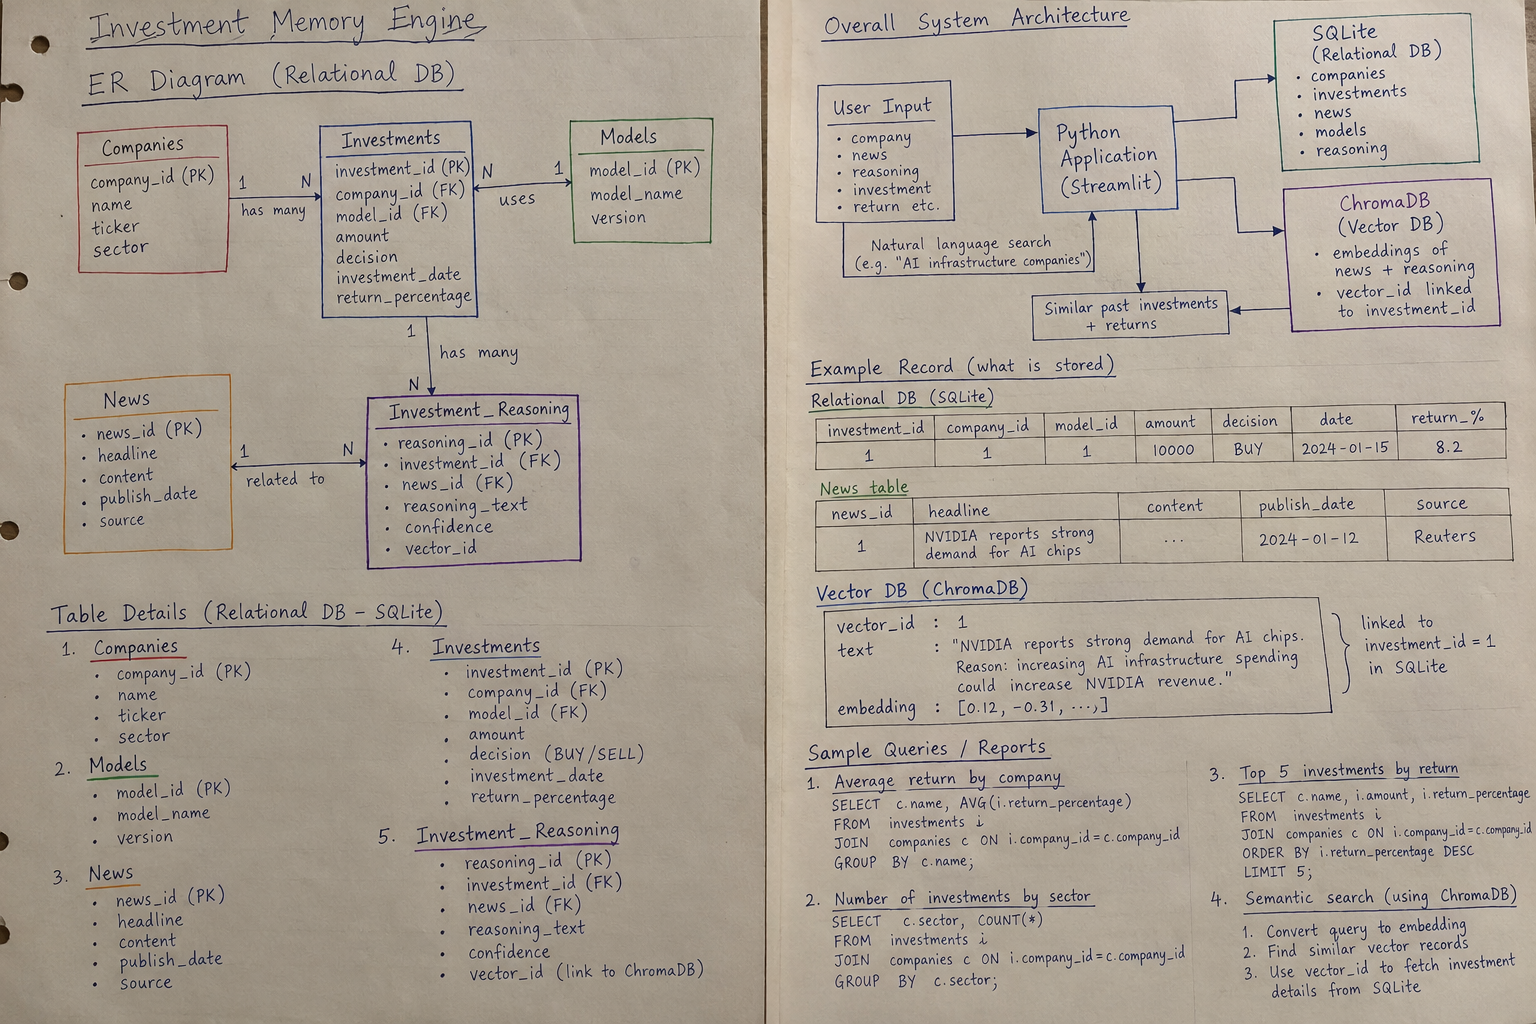 Investment Memory Engine
ER Diagram (Relational DB)
Companies
company_id (PK)
name
ticker
sector
1
N
has many
Investments
investment_id (PK)
company_id (FK)
model_id (FK)
amount
decision
investment_date
return_percentage
N
1
uses
Models
model_id (PK)
model_name
version
1
has many
N
News
• news_id (PK)
• headline
• content
• publish_date
• source
1
N
related to
Investment_Reasoning
• reasoning_id (PK)
• investment_id (FK)
• news_id (FK)
• reasoning_text
• confidence
• vector_id
Table Details (Relational DB - SQLite)
1. Companies
• company_id (PK)
• name
• ticker
• sector
2. Models
• model_id (PK)
• model_name
• version
3. News
• news_id (PK)
• headline
• content
• publish_date
• source
4. Investments
• investment_id (PK)
• company_id (FK)
• model_id (FK)
• amount
• decision (BUY/SELL)
• investment_date
• return_percentage
5. Investment_Reasoning
• reasoning_id (PK)
• investment_id (FK)
• news_id (FK)
• reasoning_text
• confidence
• vector_id (link to ChromaDB)
Overall System Architecture
User Input
• company
• news
• reasoning
• investment
• return etc.
Natural language search
(e.g. "AI infrastructure companies")
Python
Application
(Streamlit)
SQLite
(Relational DB)
• companies
• investments
• news
• models
• reasoning
ChromaDB
(Vector DB)
• embeddings of
news + reasoning
• vector_id linked
to investment_id
Similar past investments
+ returns
Example Record (what is stored)
Relational DB (SQLite)
investment_id company_id model_id amount decision date return_%
1 1 1 10000 BUY 2024-01-15 8.2
News table
news_id headline content publish_date source
1 NVIDIA reports strong ... 2024-01-12 Reuters
demand for AI chips
Vector DB (ChromaDB)
vector_id : 1
text : "NVIDIA reports strong demand for AI chips.
Reason: increasing AI infrastructure spending
could increase NVIDIA revenue."
embedding : [0.12, -0.31, ...,]
linked to
investment_id = 1
in SQLite
Sample Queries / Reports
1. Average return by company
SELECT c.name, AVG(i.return_percentage)
FROM investments i
JOIN companies c ON i.company_id = c.company_id
GROUP BY c.name;
2. Number of investments by sector
SELECT c.sector, COUNT(*)
FROM investments i
JOIN companies c ON i.company_id = c.company_id
GROUP BY c.sector;
3. Top 5 investments by return
SELECT c.name, i.amount, i.return_percentage
FROM investments i
JOIN companies c ON i.company_id = c.company_id
ORDER BY i.return_percentage DESC
LIMIT 5;
4. Semantic search (using ChromaDB)
1. Convert query to embedding
2. Find similar vector records
3. Use vector_id to fetch investment
details from SQLite